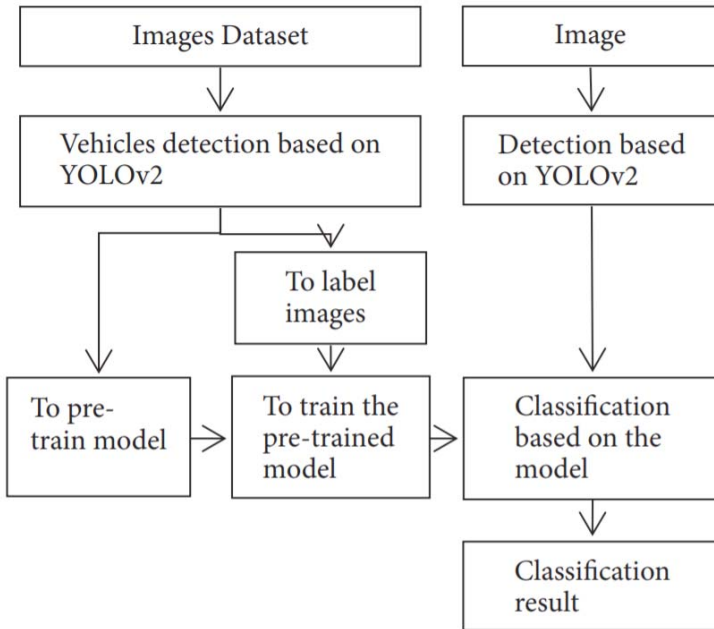 Images Dataset
Image
Vehicles detection based on
YOLOv2
Detection based
on YOLOv2
To label
images
To pre-
train model
To train the
pre-trained
model
Classification
based on the
model
Classification
result